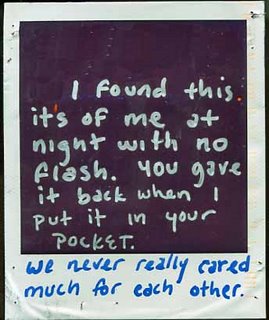 I found this.
it's of me at
night with no
flash. you gave
it back when I
put it in your
POCKET.
we never really cared
much for each other.